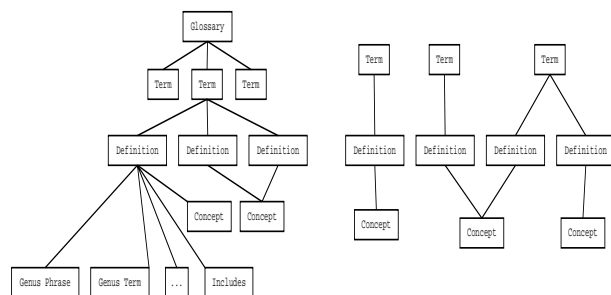 Glossary
Term Term Term
Definition Definition Definition
Concept Concept
Genus Phrase Genus Term ... Includes
Term Term Term
Definition Definition Definition Definition
Concept Concept Concept